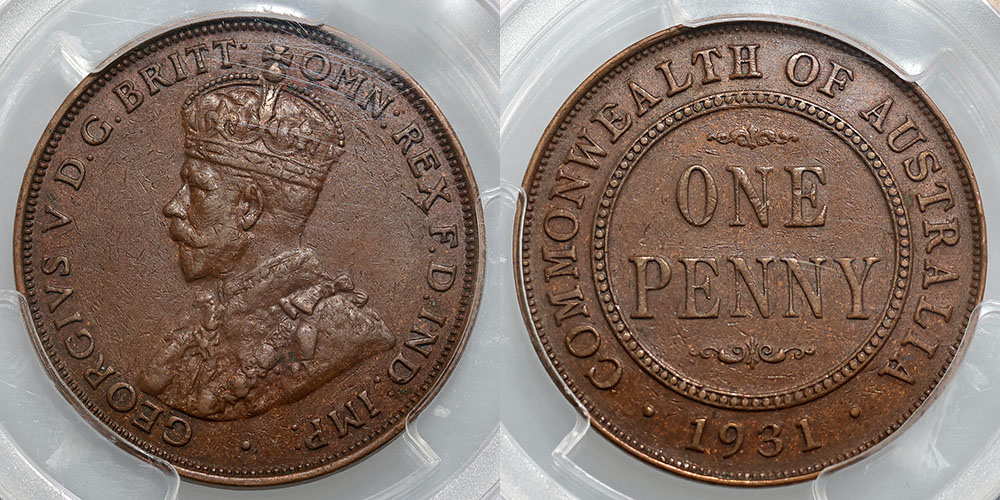 GEORGIVS V D.G.BRITT: OMN: REX F.D.IND: IMP:
COMMONWEALTH OF AUSTRALIA
ONE
PENNY
1931